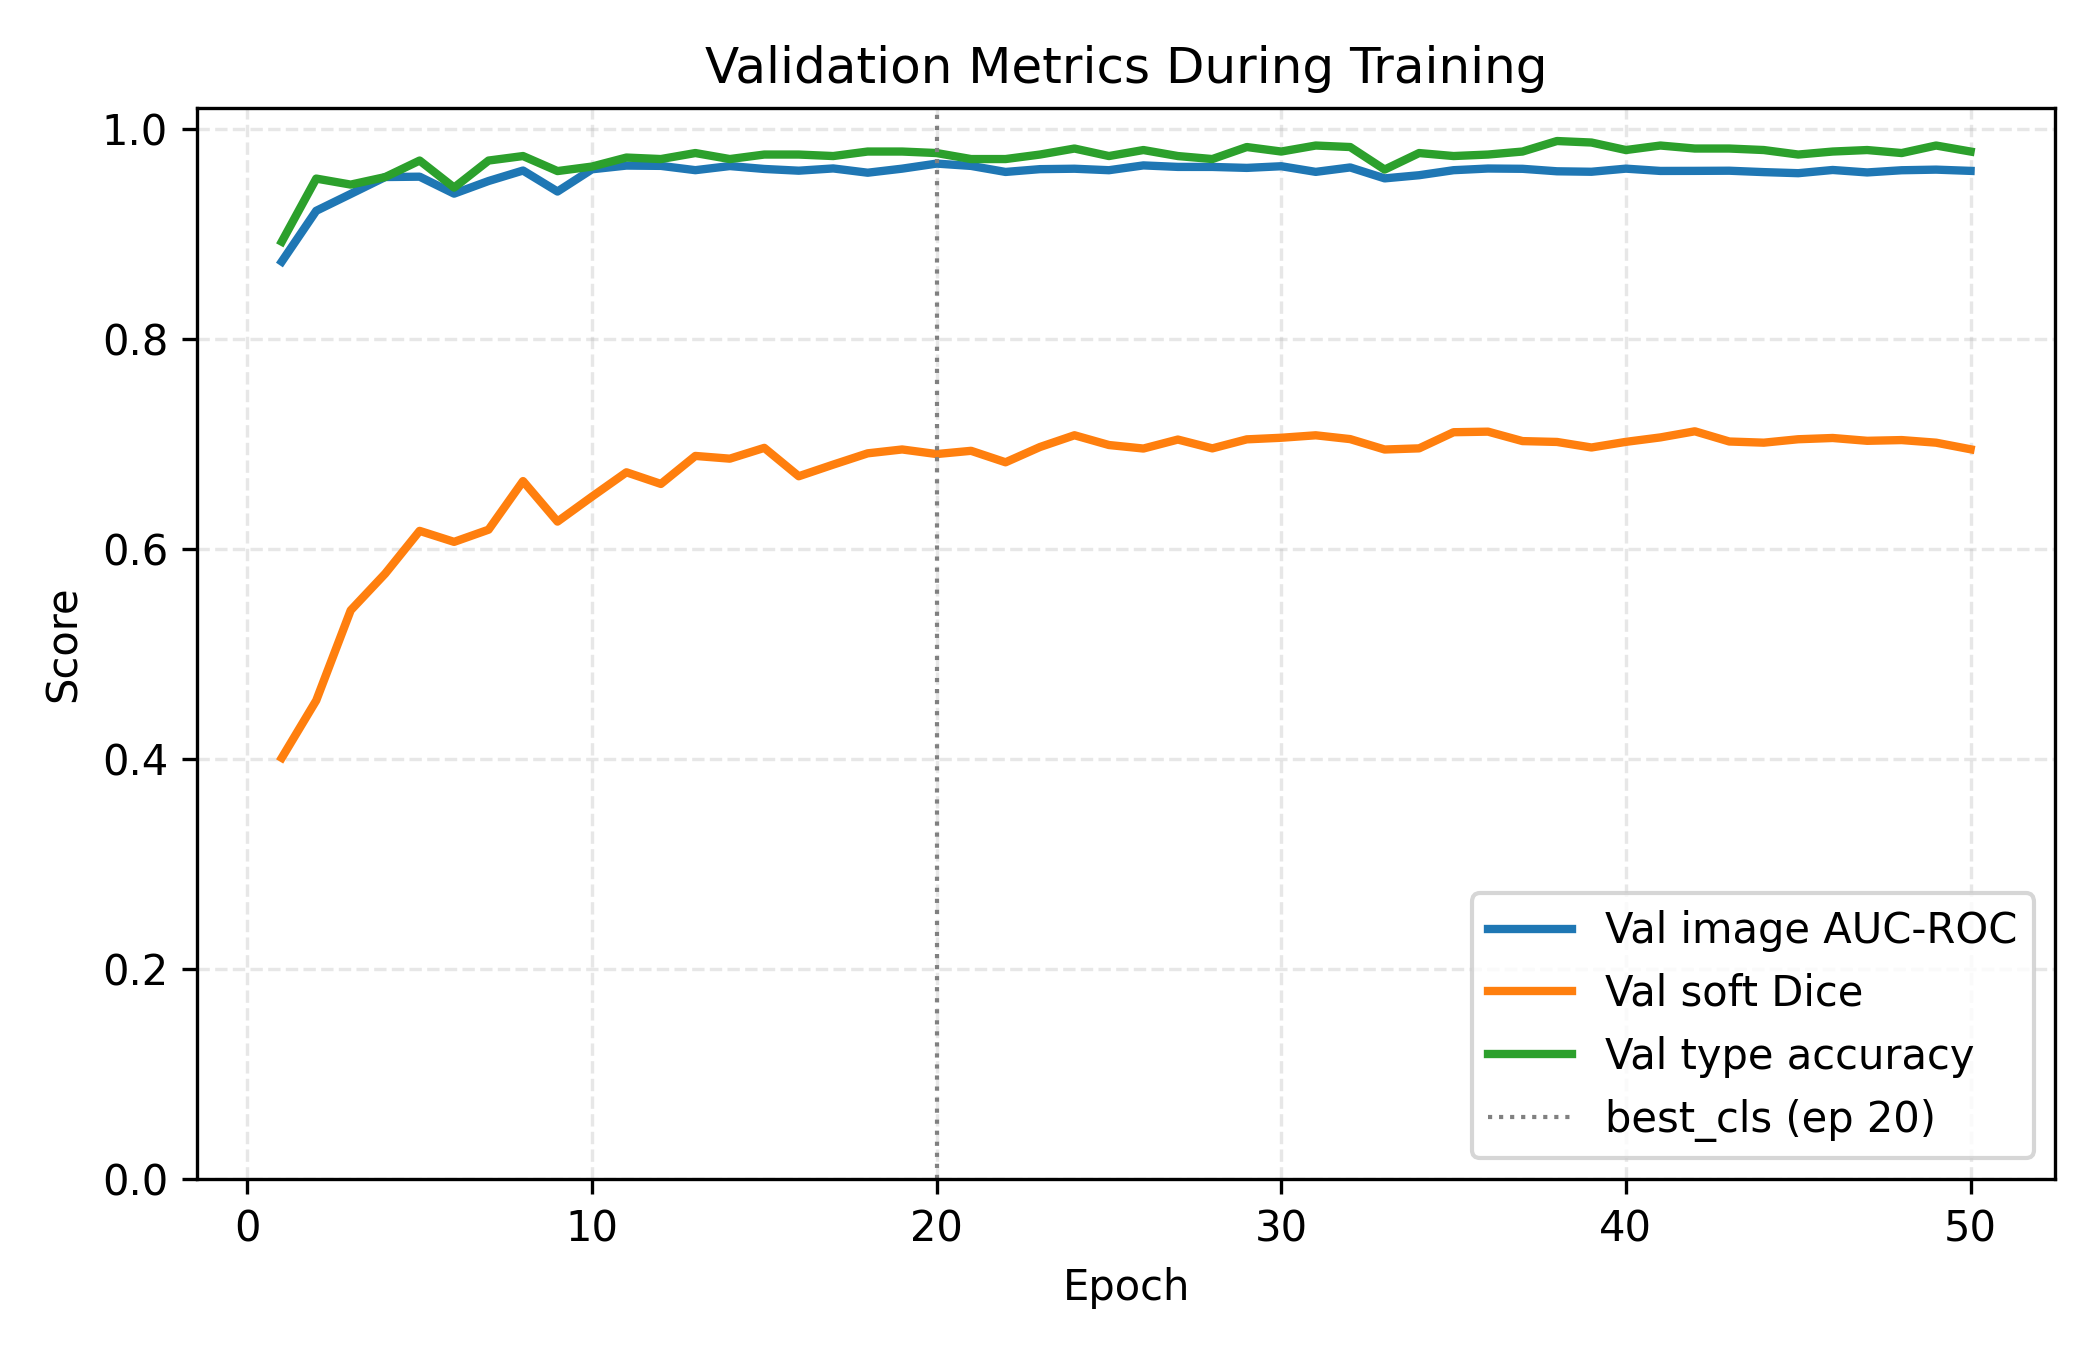 Validation Metrics During Training
1.0
0.8
0.6
0.4
0.2
0.0
Score
0
10
20
30
40
50
Epoch
Val image AUC-ROC
Val soft Dice
Val type accuracy
best_cls (ep 20)